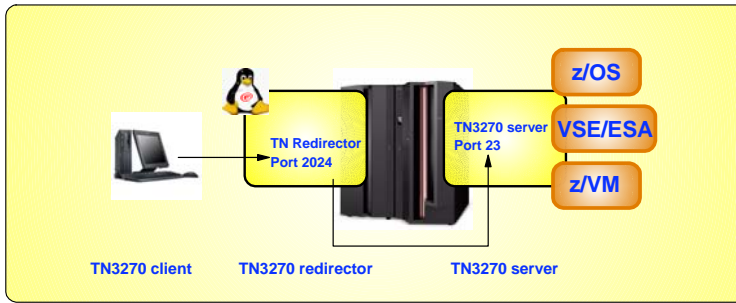 z/OS
TN Redirector
Port 2024
TN3270 server
Port 23
VSE/ESA
z/VM
TN3270 client
TN3270 redirector
TN3270 server